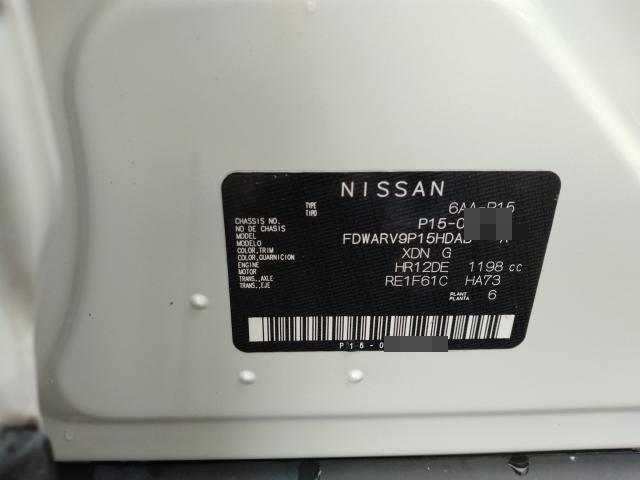 NISSAN
TYPE 6AA-P15
TIPO
CHASSIS NO. P15-0
NO DE CHASIS
MODEL FDWARV9P15HDA
MODELO
COLOR,TRIM XDN G
COLOR,GUARNICION
ENGINE HR12DE 1198 cc
MOTOR
TRANS.,AXLE RE1F61C HA73
TRANS.,EJE
PLANT 6
PLANTA
P15-0